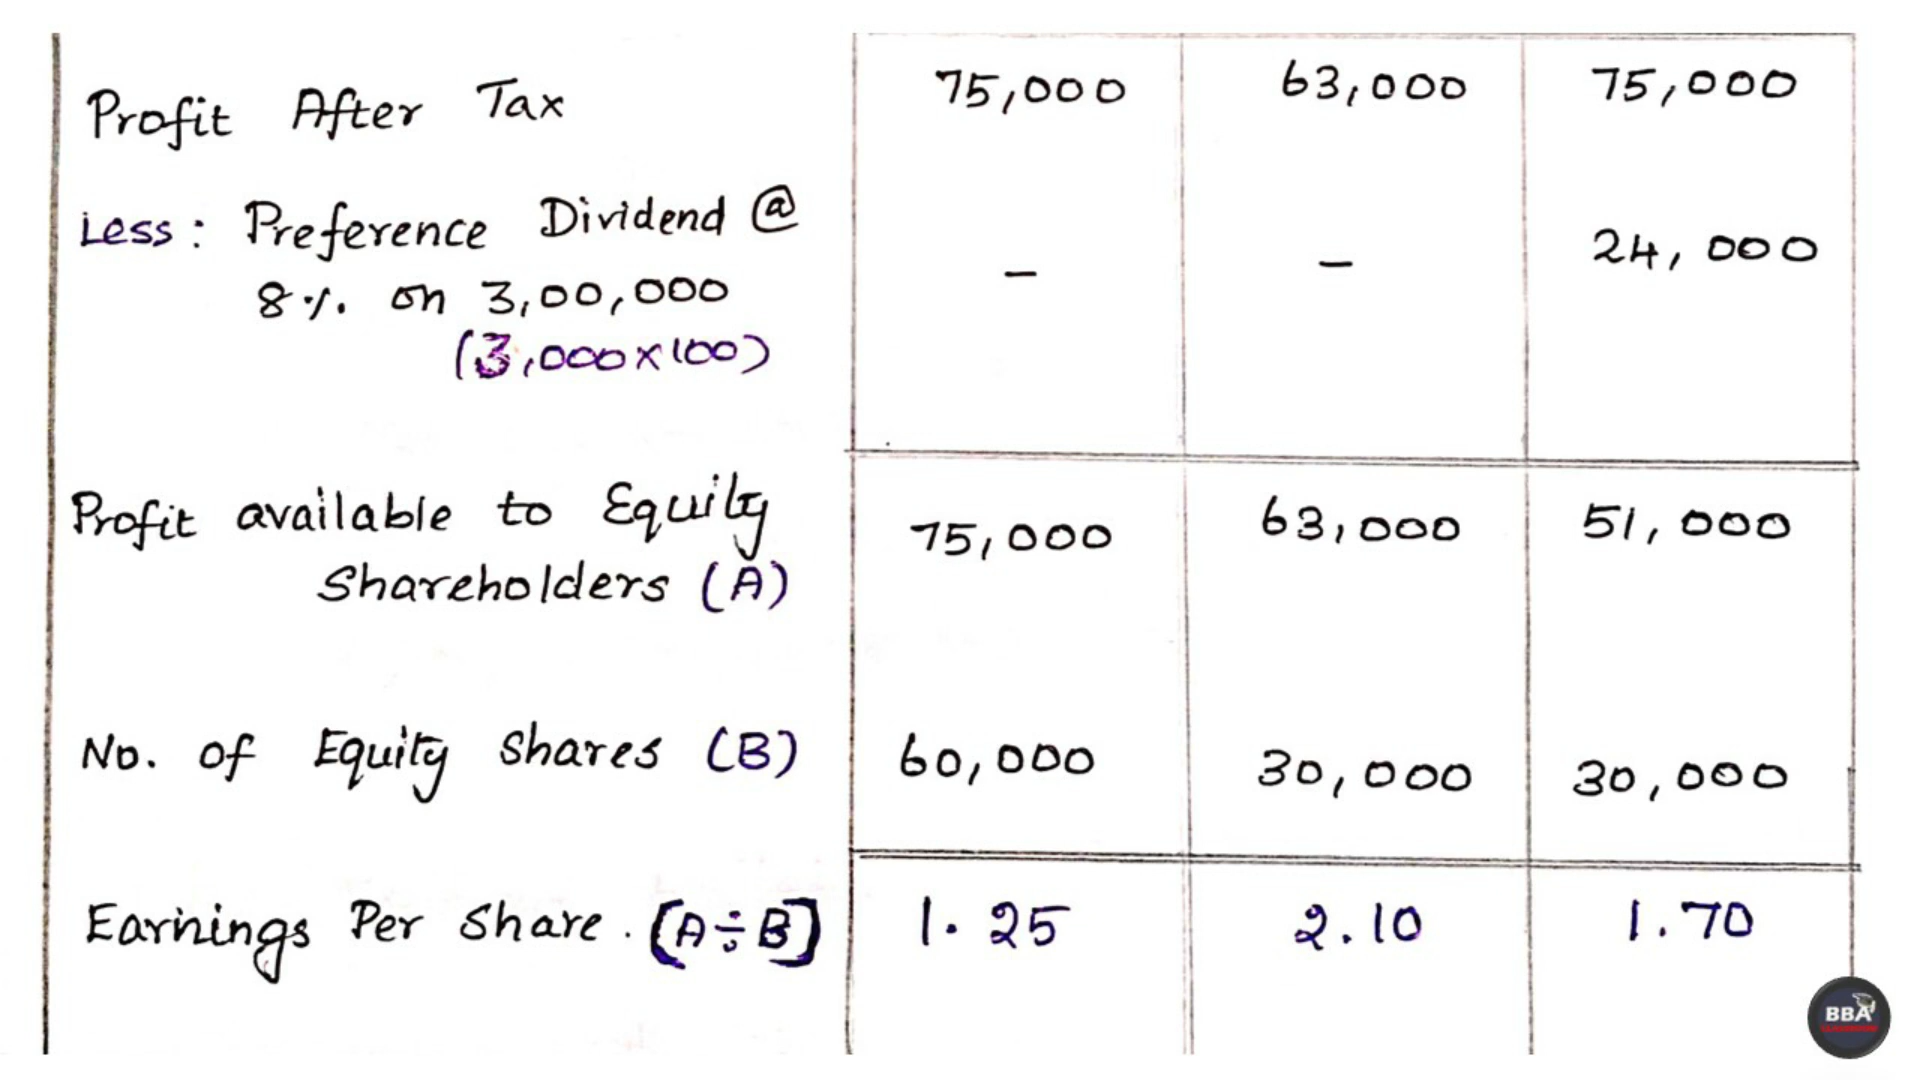 Profit After Tax 75,000 63,000 75,000
Less: Preference Dividend @
8% on 3,00,000 - - 24,000
(3,000×100)
Profit available to Equity
Shareholders (A) 75,000 63,000 51,000
No. of Equity Shares (B) 60,000 30,000 30,000
Earnings Per Share. [A÷B] 1.25 2.10 1.70
BBA